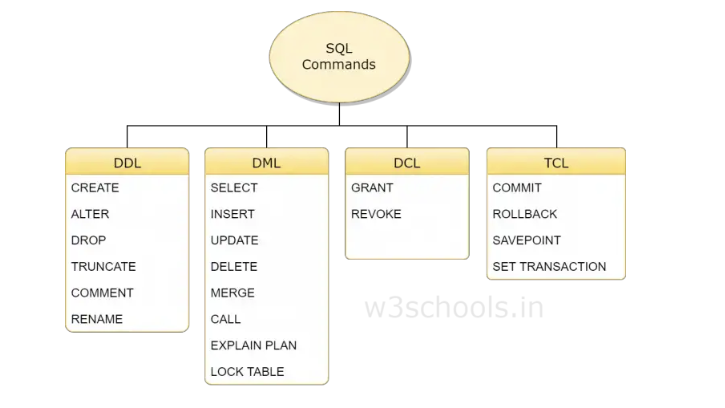 SQL
Commands
DDL
CREATE
ALTER
DROP
TRUNCATE
COMMENT
RENAME
DML
SELECT
INSERT
UPDATE
DELETE
MERGE
CALL
EXPLAIN PLAN
LOCK TABLE
DCL
GRANT
REVOKE
TCL
COMMIT
ROLLBACK
SAVEPOINT
SET TRANSACTION
w3schools.in